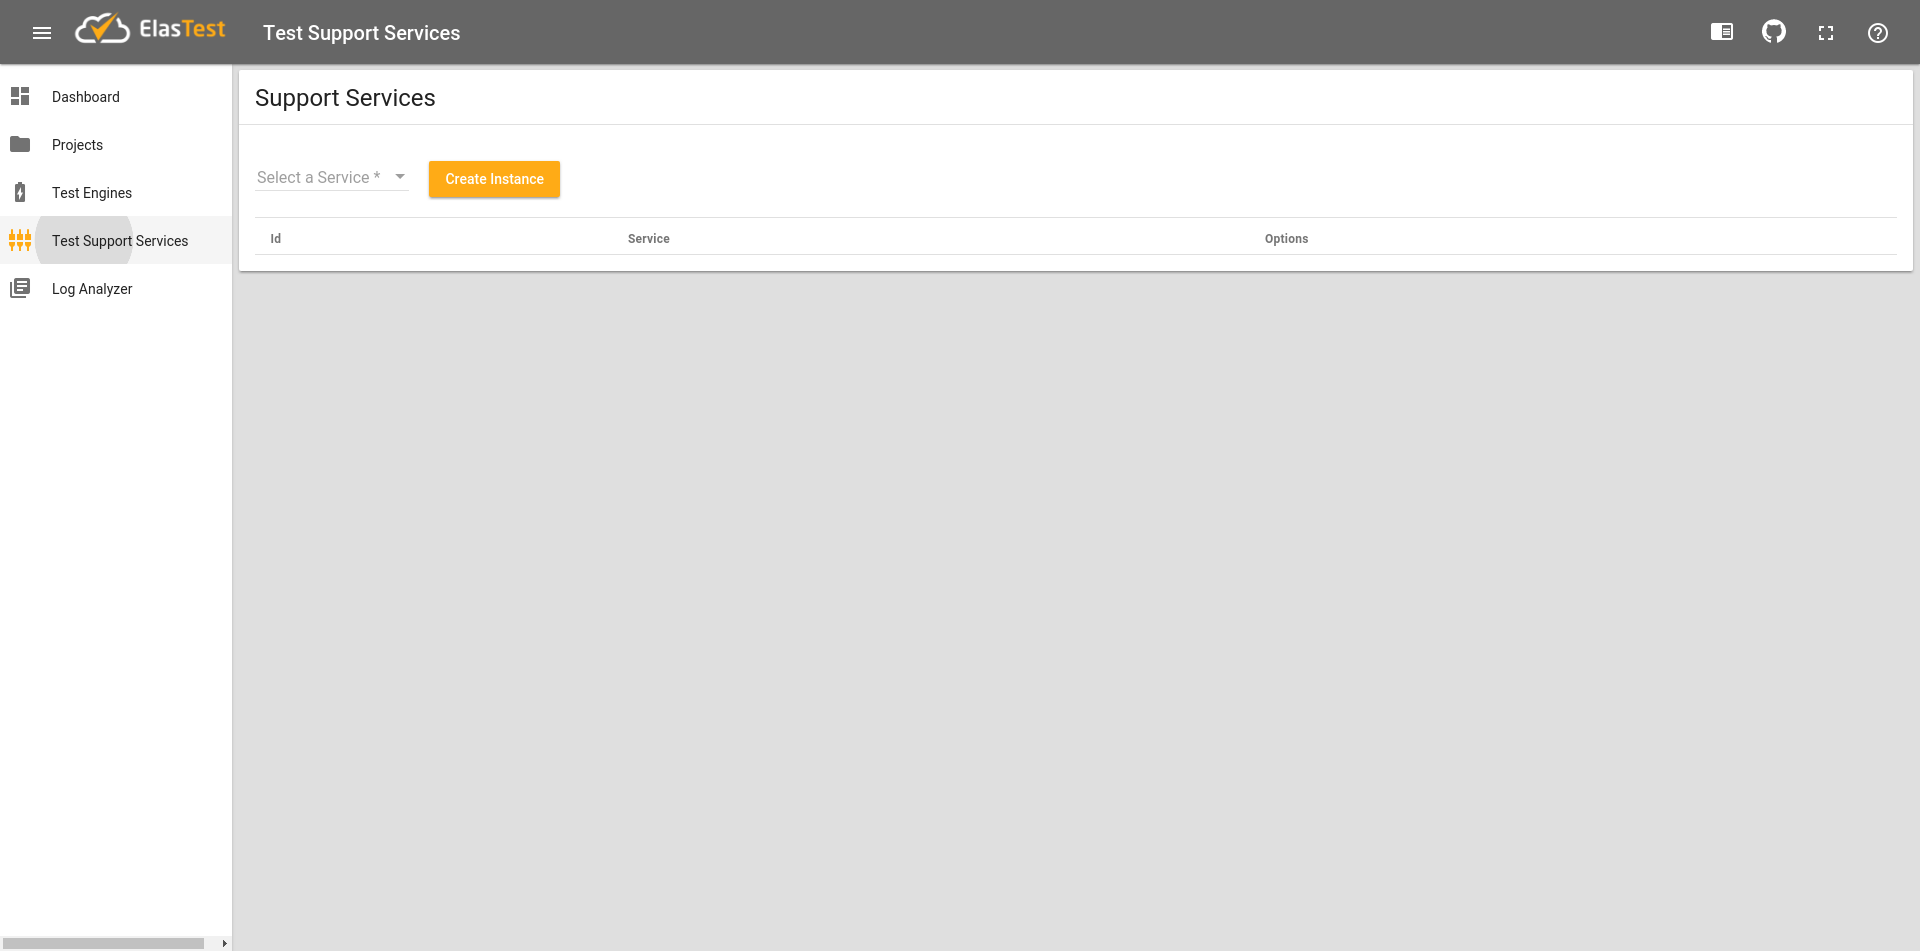 ElasTest
Test Support Services
Dashboard
Projects
Test Engines
Test Support Services
Log Analyzer
Support Services
Select a Service *
Create Instance
Id Service Options